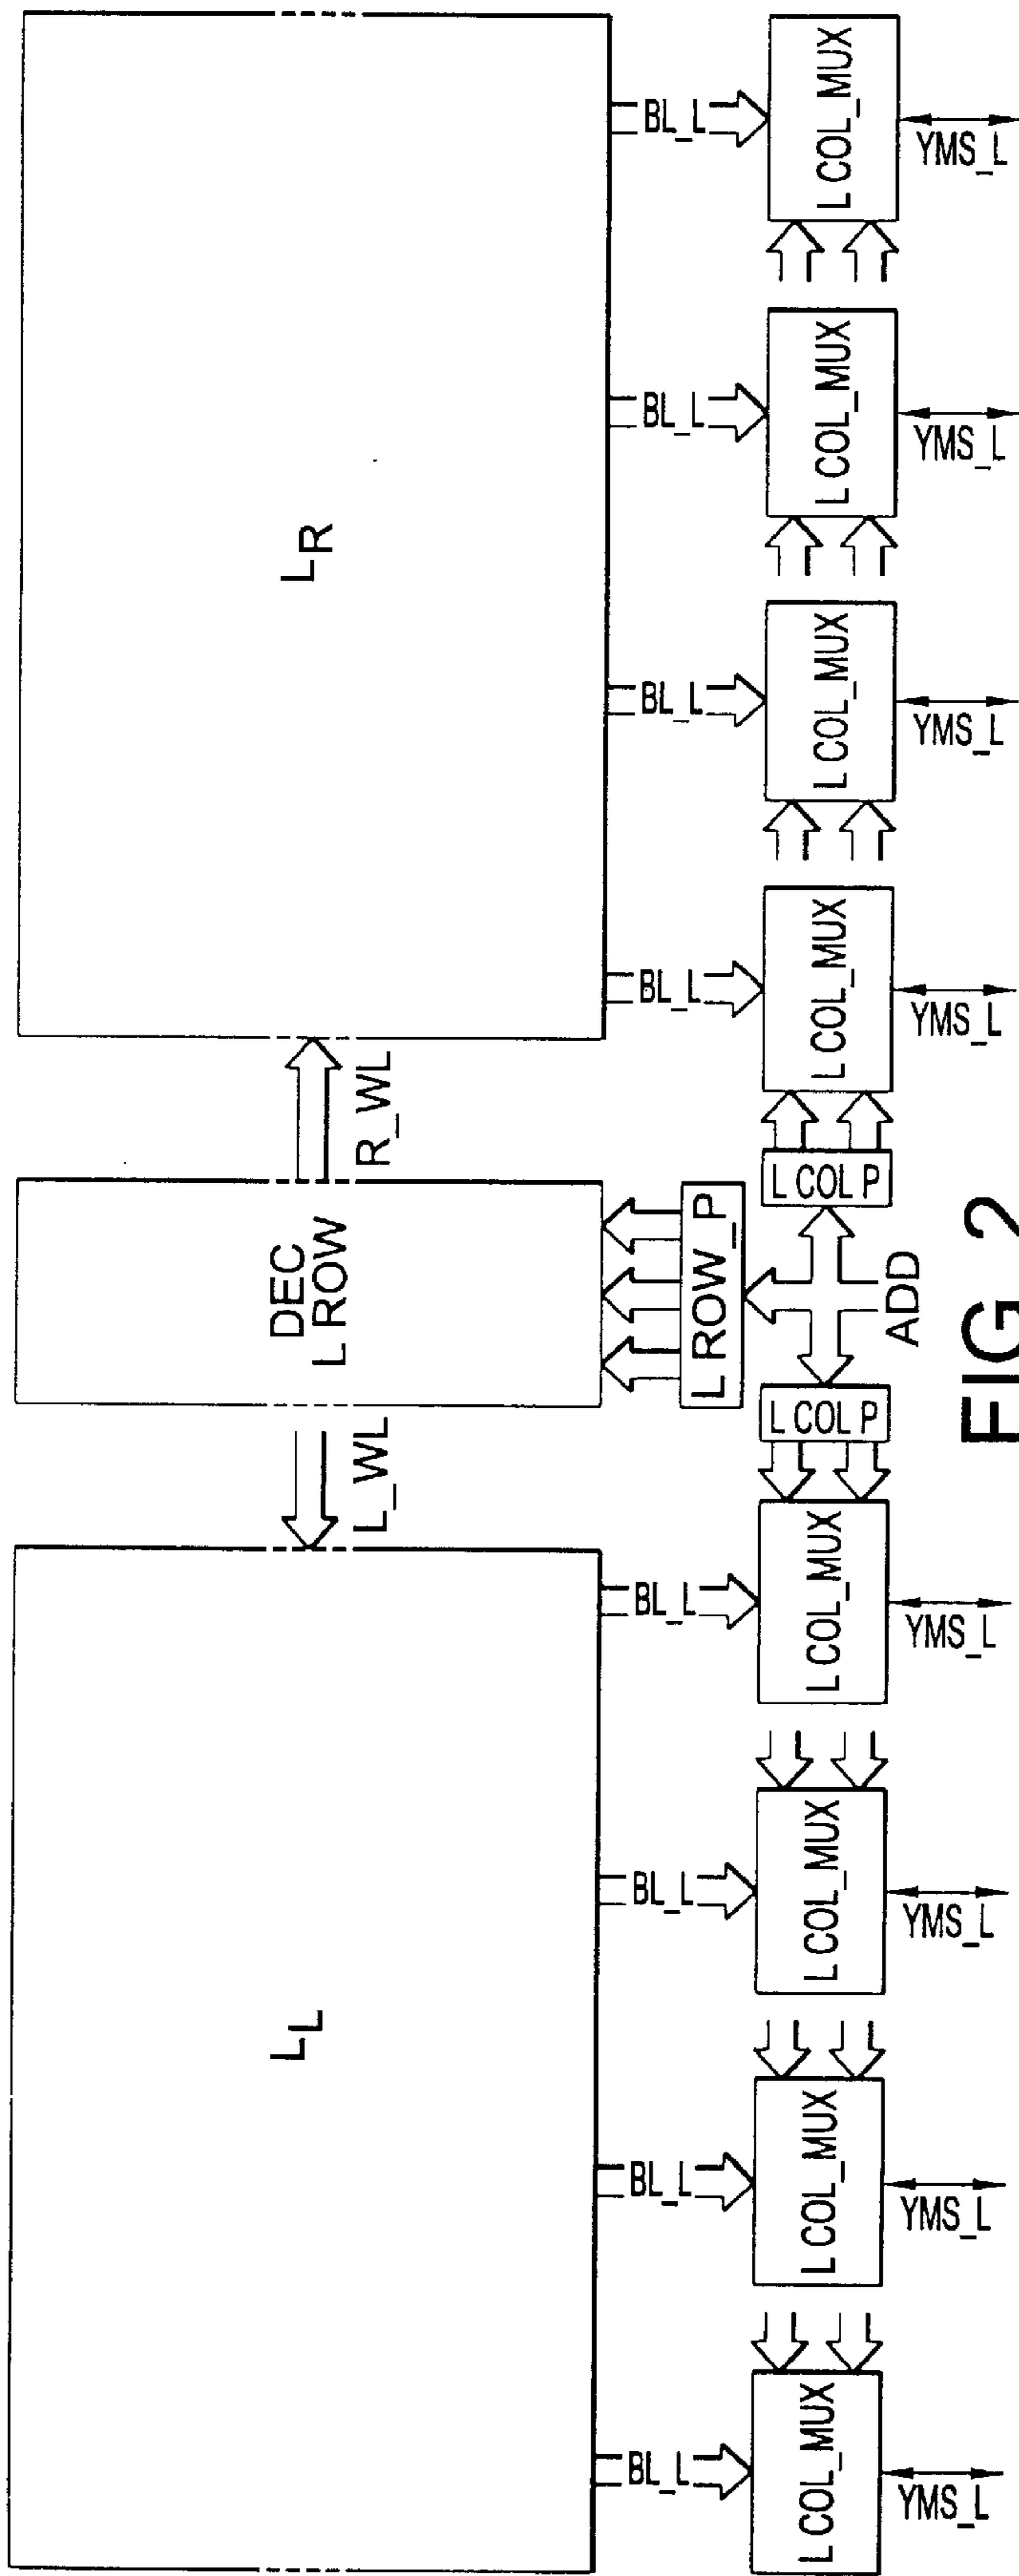 L_L
DEC
L ROW
L_R
L_WL
R_WL
BL_L
BL_L
BL_L
BL_L
L ROW_P
BL_L
BL_L
BL_L
BL_L
L COL_MUX
L COL_MUX
L COL_MUX
L COL_MUX
L COL P
L COL P
L COL_MUX
L COL_MUX
L COL_MUX
L COL_MUX
YMS_L
YMS_L
YMS_L
YMS_L
ADD
YMS_L
YMS_L
YMS_L
YMS_L
FIG 2